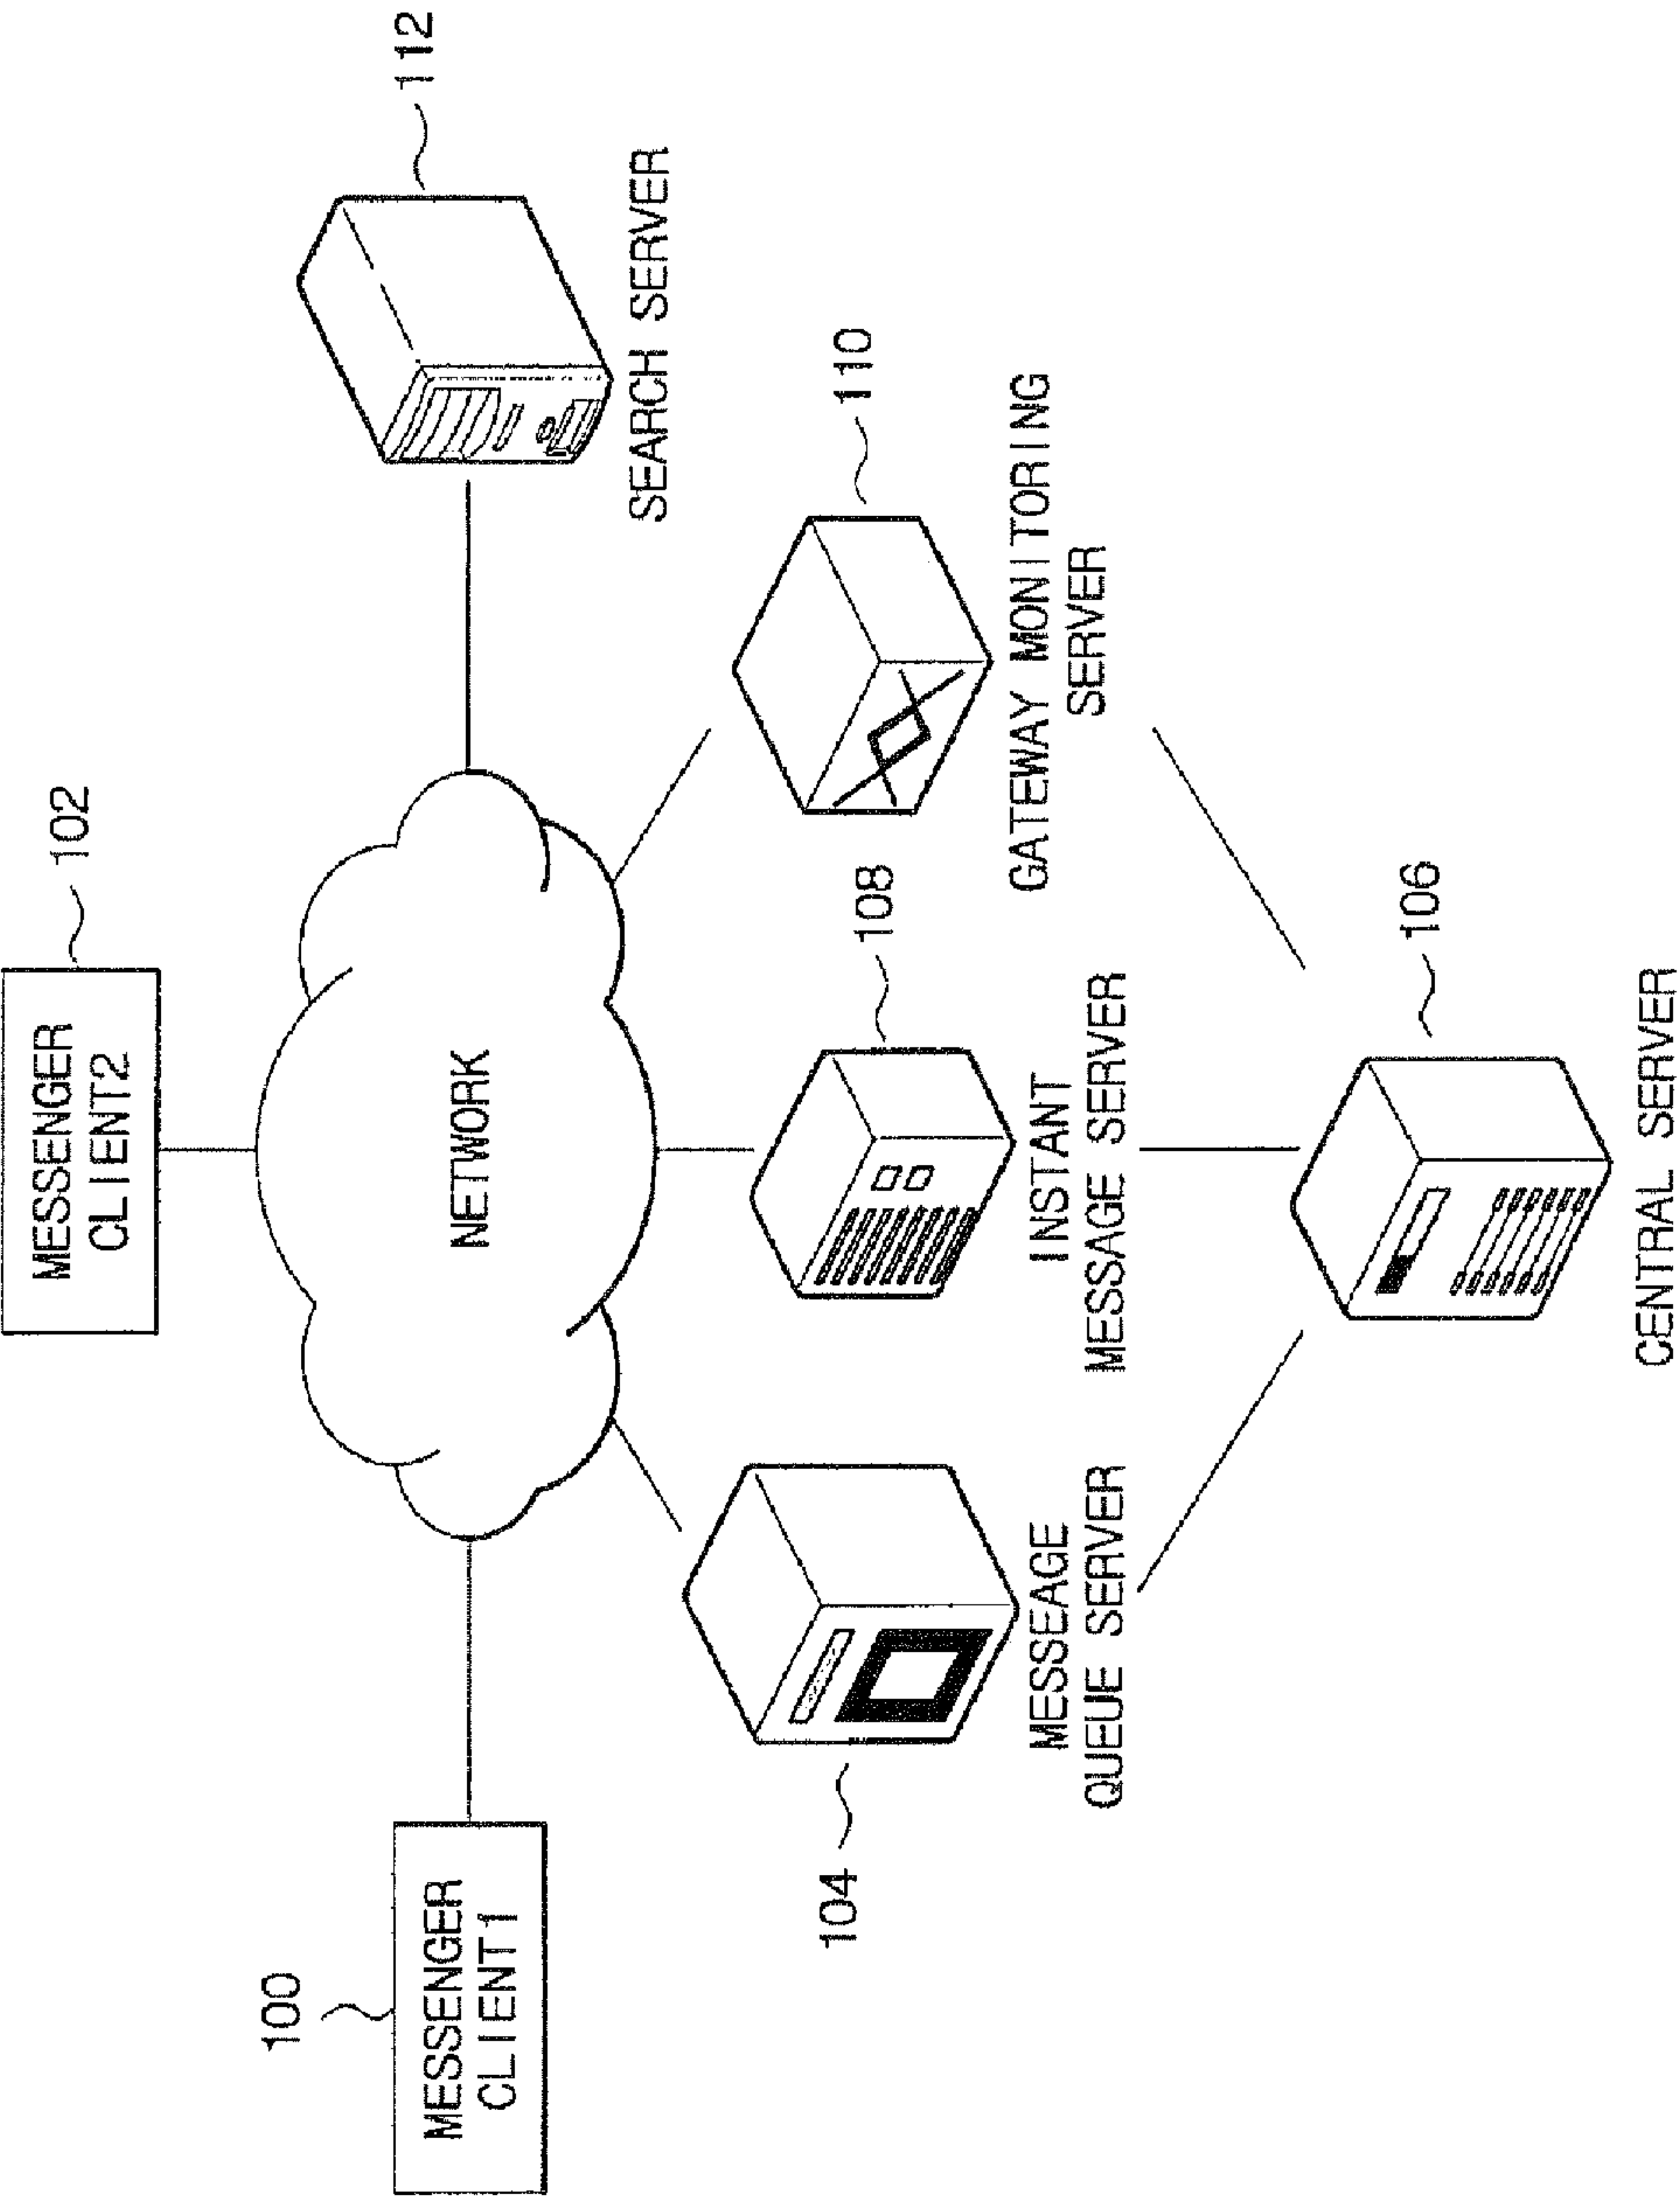 102
MESSENGER
CLIENT2
100
MESSENGER
CLIENT1
NETWORK
112
SEARCH SERVER
104
MESSEAGE
QUEUE SERVER
108
INSTANT
MESSAGE SERVER
110
GATEWAY MONITORING
SERVER
106
CENTRAL SERVER